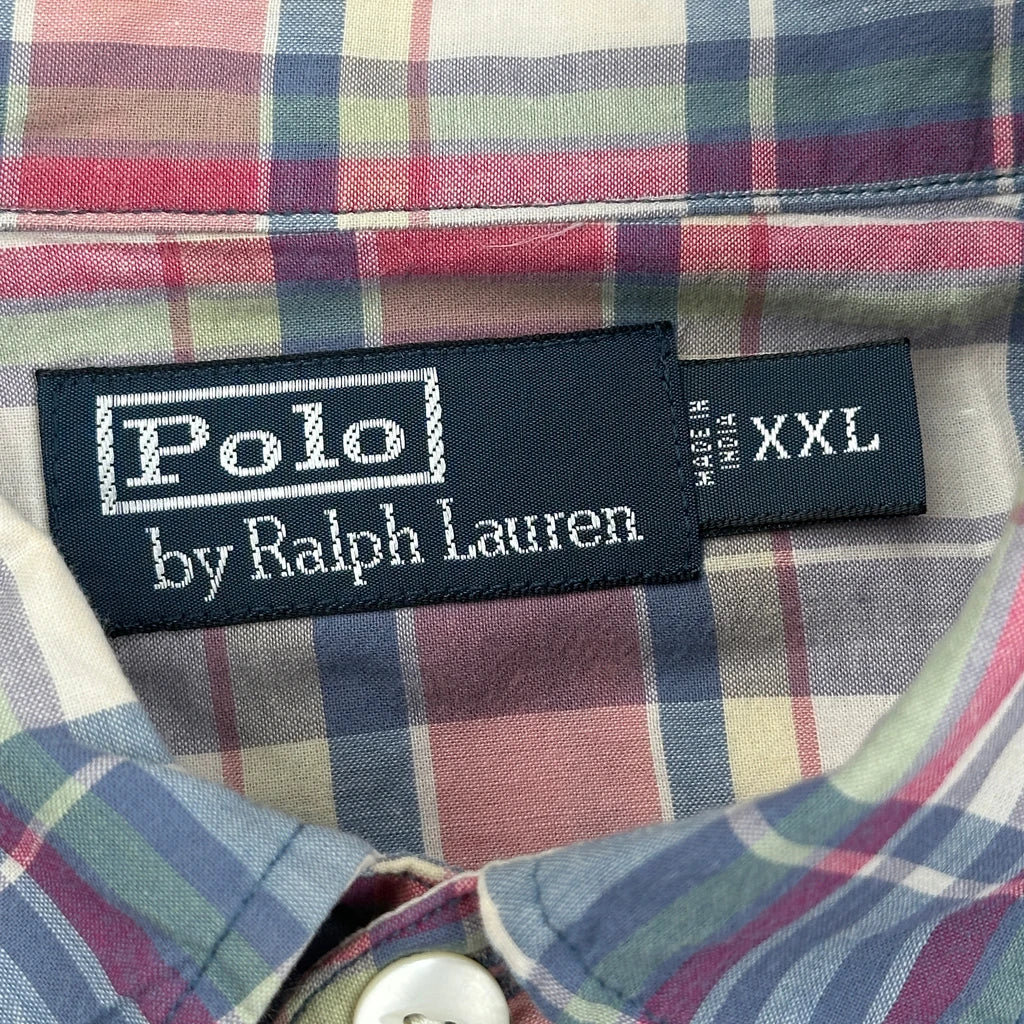 Polo
by Ralph Lauren
MADE IN
INDIA
XXL